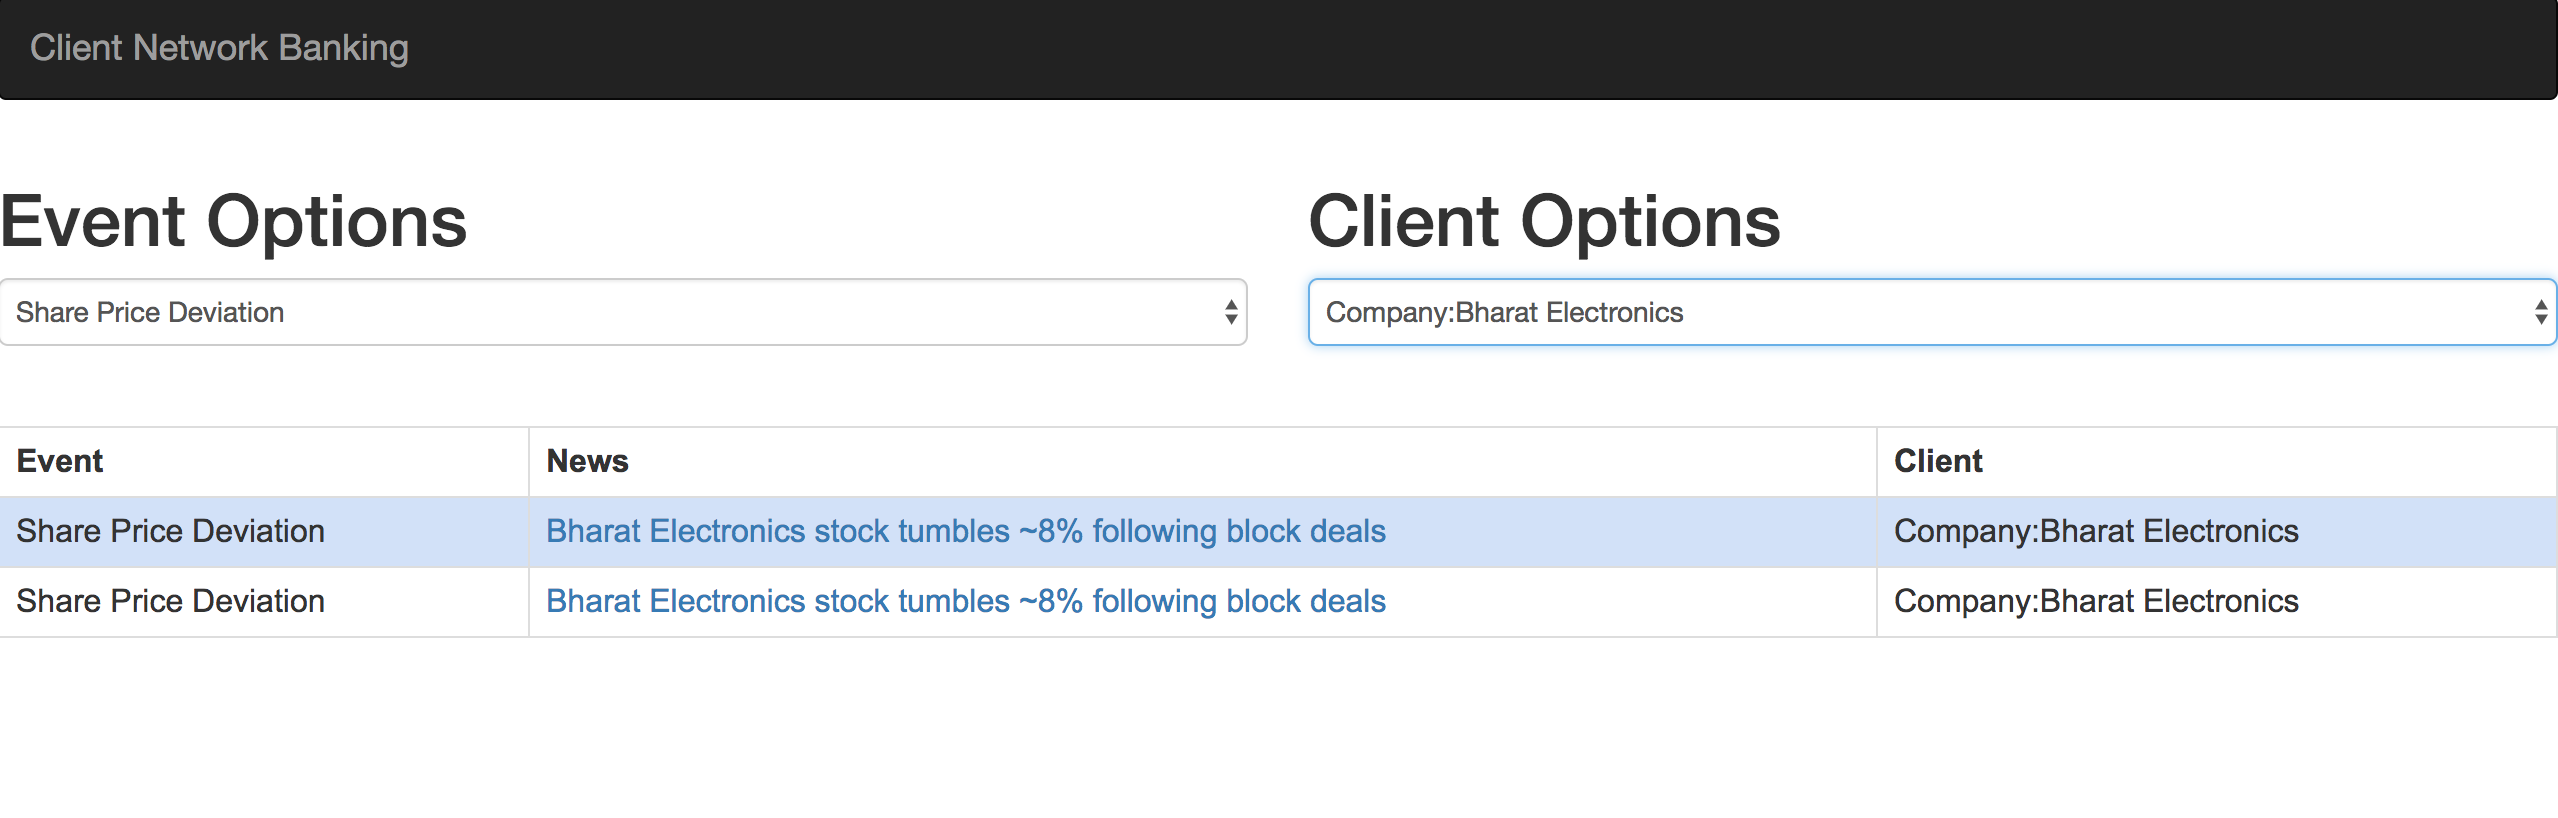 Client Network Banking
Event Options
Client Options
Share Price Deviation
Company:Bharat Electronics
Event News Client
Share Price Deviation Bharat Electronics stock tumbles ~8% following block deals Company:Bharat Electronics
Share Price Deviation Bharat Electronics stock tumbles ~8% following block deals Company:Bharat Electronics